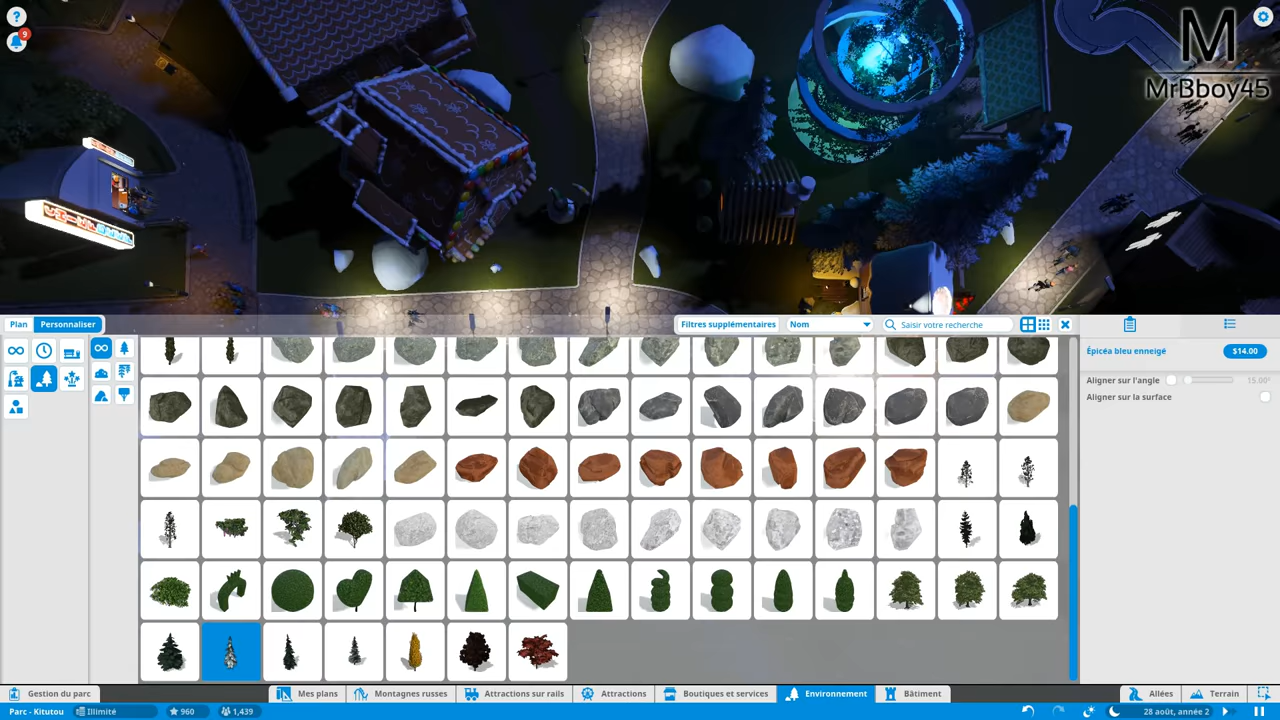 ?
9
M
MrBboy45
Plan
Personnaliser
Filtres supplémentaires
Nom
Saisir votre recherche
Épicéa bleu enneigé
$14.00
Aligner sur l'angle
15.00°
Aligner sur la surface
Gestion du parc
Mes plans
Montagnes russes
Attractions sur rails
Attractions
Boutiques et services
Environnement
Bâtiment
Allées
Terrain
Parc - Kitutou
Illimité
960
1,439
28 août, année 2